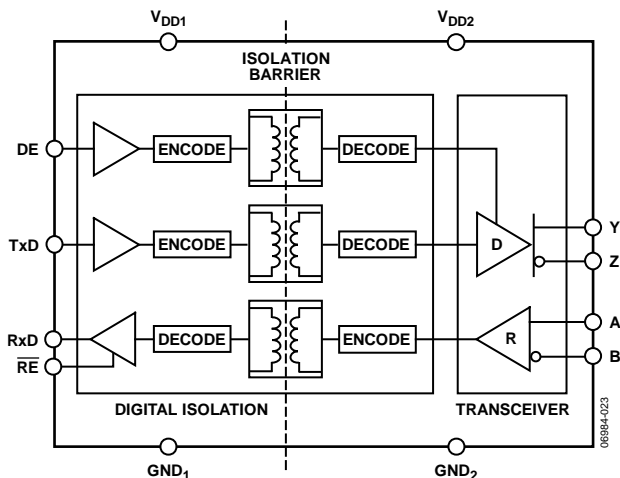 VDD1
VDD2
ISOLATION
BARRIER
DE
ENCODE
DECODE
TxD
ENCODE
DECODE
D
Y
Z
RxD
RE
DECODE
ENCODE
R
A
B
DIGITAL ISOLATION
TRANSCEIVER
GND1
GND2
06984-023